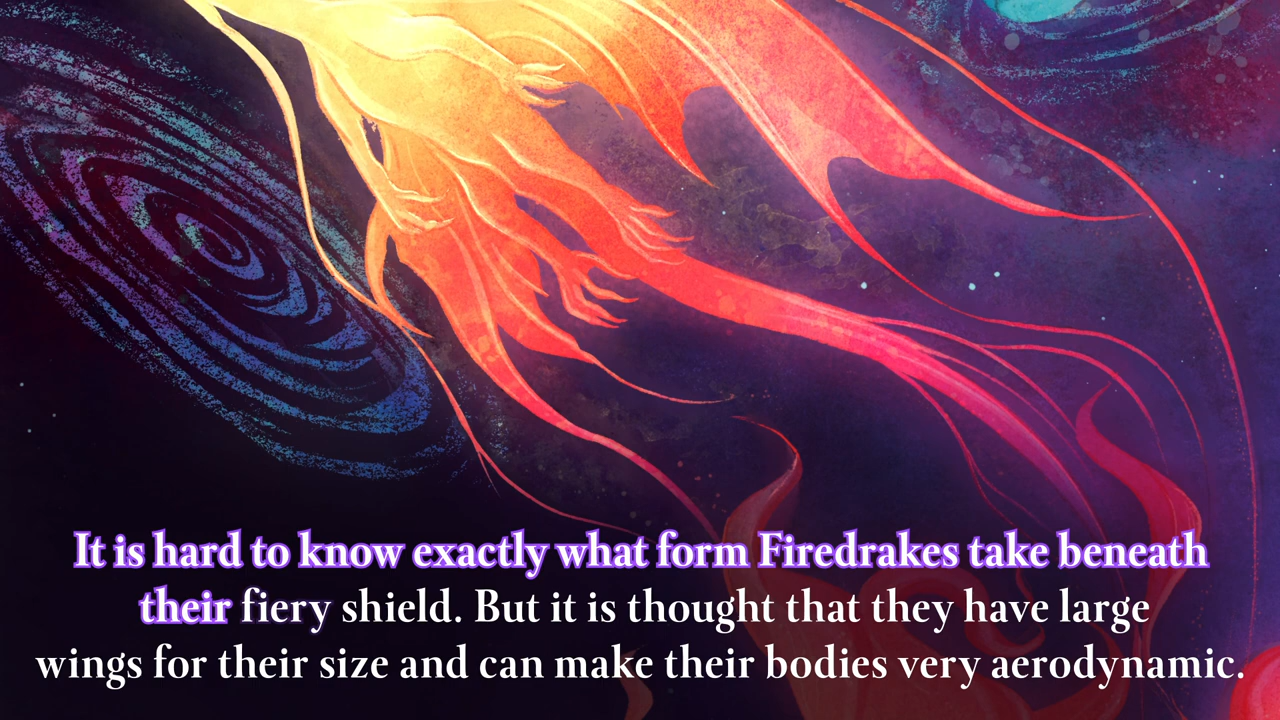 It is hard to know exactly what form Firedrakes take beneath
their fiery shield. But it is thought that they have large
wings for their size and can make their bodies very aerodynamic.